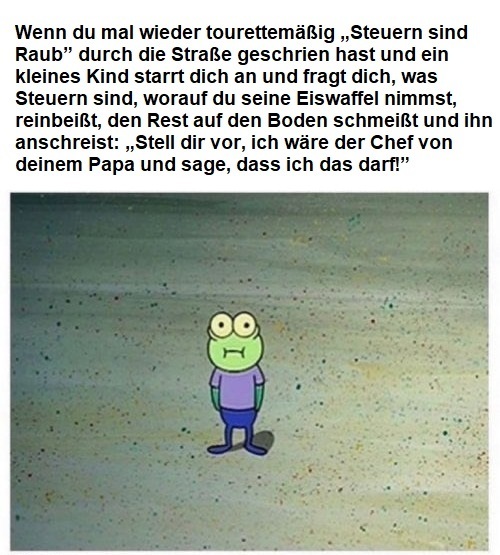 Wenn du mal wieder tourettemäßig „Steuern sind
Raub” durch die Straße geschrien hast und ein
kleines Kind starrt dich an und fragt dich, was
Steuern sind, worauf du seine Eiswaffel nimmst,
reinbeißt, den Rest auf den Boden schmeißt und ihn
anschreist: „Stell dir vor, ich wäre der Chef von
deinem Papa und sage, dass ich das darf!”